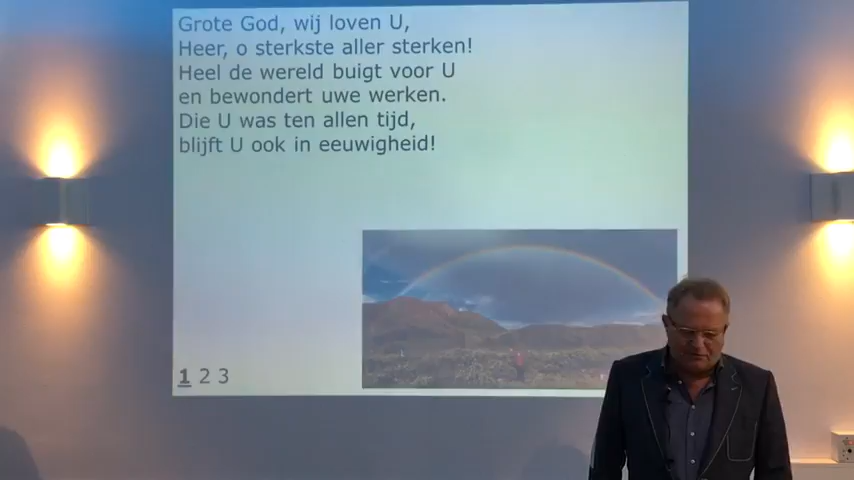 Grote God, wij loven U,
Heer, o sterkste aller sterken!
Heel de wereld buigt voor U
en bewondert uwe werken.
Die U was ten allen tijd,
blijft U ook in eeuwigheid!
1 2 3